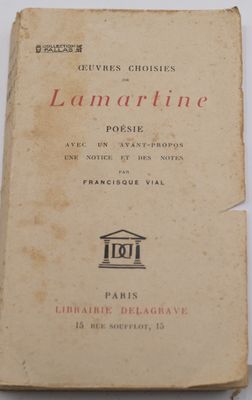 COLLECTION
PALLAS
ŒUVRES CHOISIES
DE
Lamartine
POÉSIE
AVEC UN AVANT-PROPOS
UNE NOTICE ET DES NOTES
PAR
FRANCISQUE VIAL
PARIS
LIBRAIRIE DELAGRAVE
15 RUE SOUFFLOT, 15